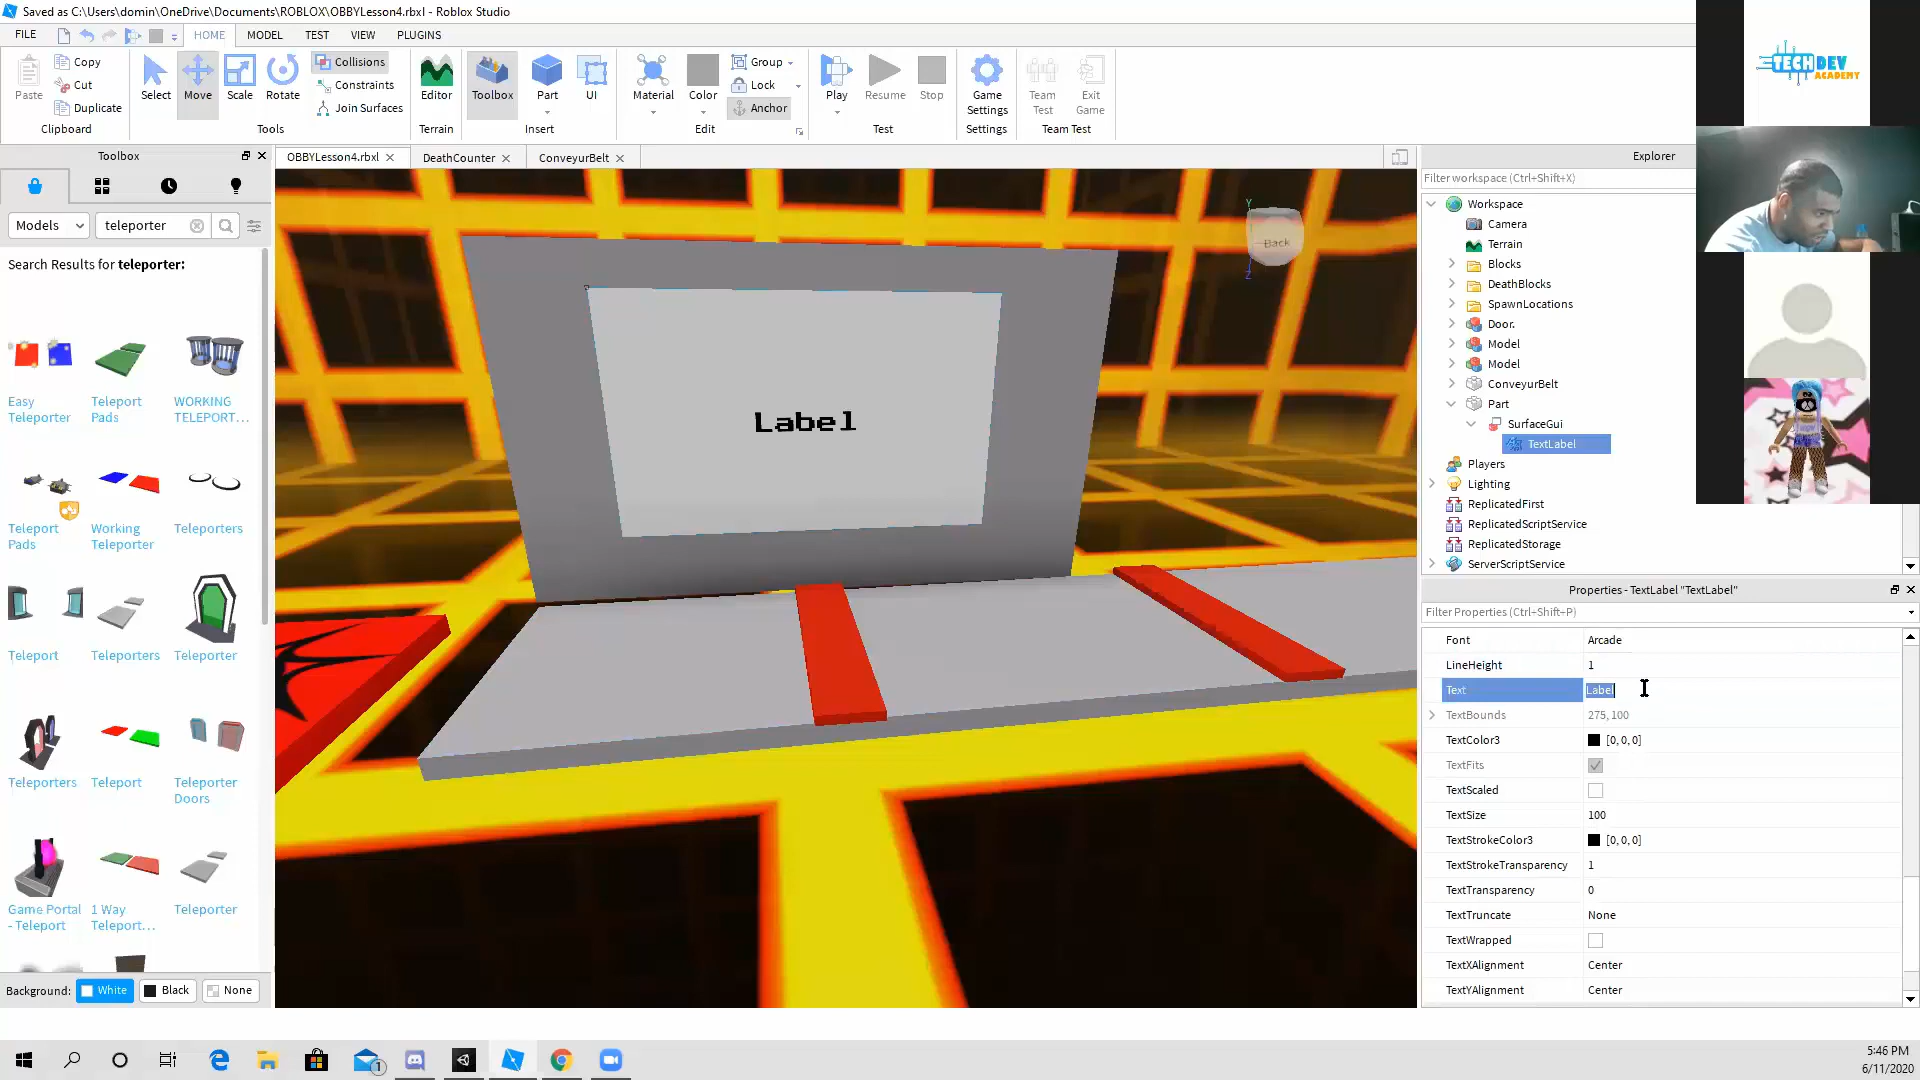 Saved as C:\Users\domin\OneDrive\Documents\ROBLOX\OBBYLesson4.rbxl - Roblox Studio
FILE HOME MODEL TEST VIEW PLUGINS
Paste
Copy
Cut
Duplicate
Clipboard
Select
Move
Scale
Rotate
Collisions
Constraints
Join Surfaces
Tools
Editor
Terrain
Toolbox
Part
UI
Insert
Material
Color
Group
Lock
Anchor
Edit
Play
Resume
Stop
Test
Game Settings
Settings
Team Test
Exit Game
Team Test
TECHDEV
ACADEMY
Toolbox
OBBYLesson4.rbxl
DeathCounter
ConveyurBelt
Models
teleporter
Search Results for teleporter:
Easy Teleporter
Teleport Pads
WORKING TELEPORT...
Teleport Pads
Working Teleporter
Teleporters
Teleport
Teleporters
Teleporter
Teleporters
Teleport
Teleporter Doors
Game Portal - Teleport
1 Way Teleport...
Teleporter
Background: White Black None
Y
Back
Z
Label
Explorer
Filter workspace (Ctrl+Shift+X)
Workspace
Camera
Terrain
Blocks
DeathBlocks
SpawnLocations
Door.
Model
Model
ConveyurBelt
Part
SurfaceGui
TextLabel
Players
Lighting
ReplicatedFirst
ReplicatedScriptService
ReplicatedStorage
ServerScriptService
Properties - TextLabel "TextLabel"
Filter Properties (Ctrl+Shift+P)
Font Arcade
LineHeight 1
Text Label
TextBounds 275, 100
TextColor3 [0, 0, 0]
TextFits
TextScaled
TextSize 100
TextStrokeColor3 [0, 0, 0]
TextStrokeTransparency 1
TextTransparency 0
TextTruncate None
TextWrapped
TextXAlignment Center
TextYAlignment Center
1
5:46 PM
6/11/2020